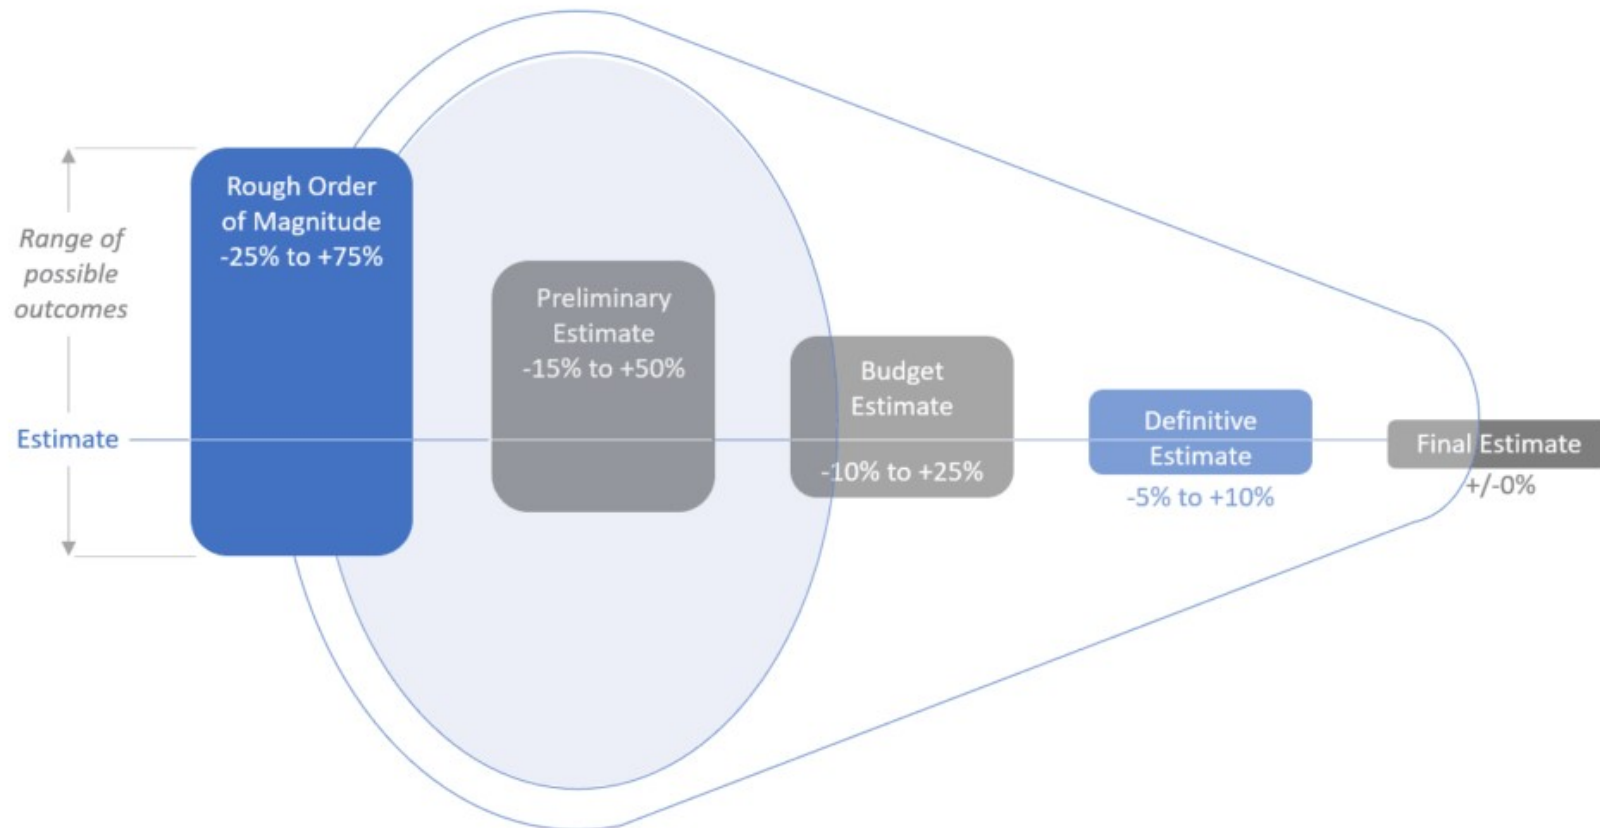 Range of
possible
outcomes
Estimate
Rough Order
of Magnitude
-25% to +75%
Preliminary
Estimate
-15% to +50%
Budget
Estimate
-10% to +25%
Definitive
Estimate
-5% to +10%
Final Estimate
+/-0%